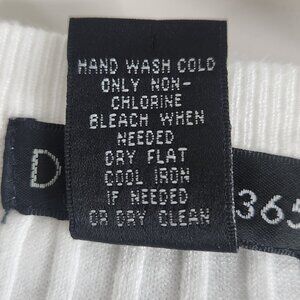 HAND WASH COLD
ONLY NON-
CHLORINE
BLEACH WHEN
NEEDED
DRY FLAT
COOL IRON
IF NEEDED
OR DRY CLEAN
D
365